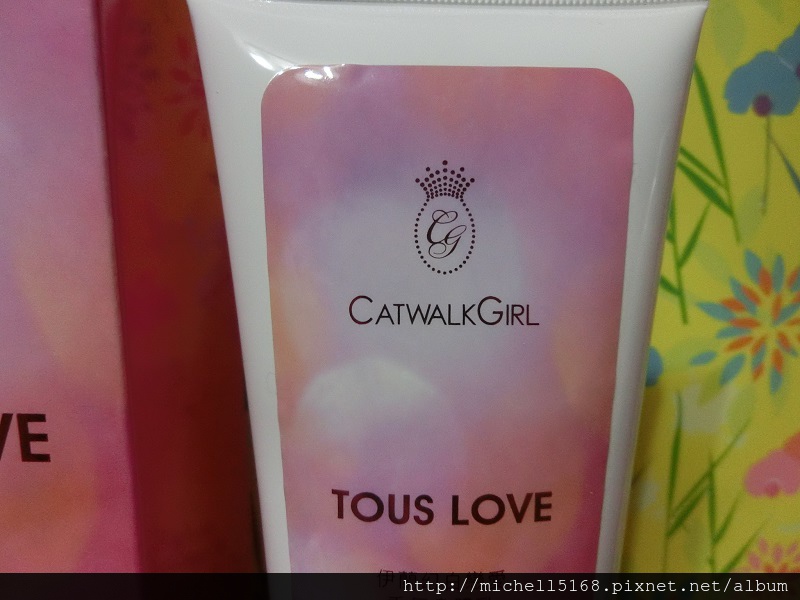 CG
CATWALKGIRL
TOUS LOVE
VE
http://michell5168.pixnet.net/album